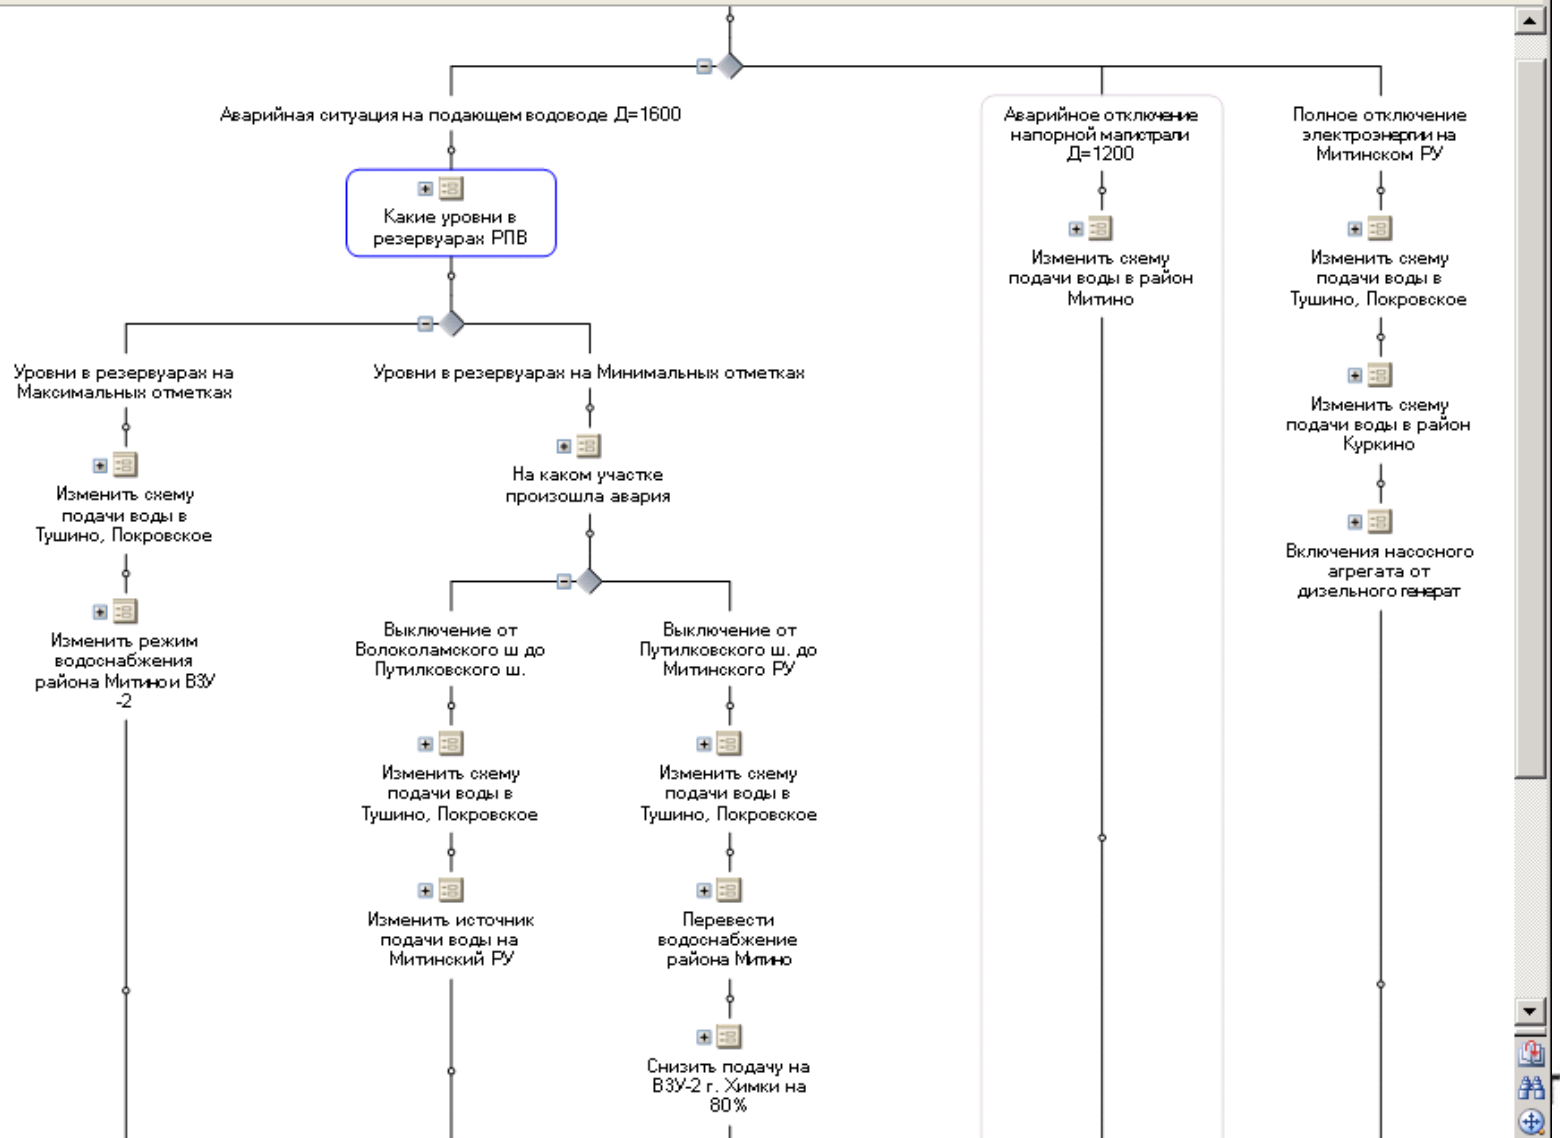 Аварийная ситуация на подающем водоводе Д=1600
Аварийное отключение
напорной магистрали
Д=1200
Полное отключение
электроэнергии на
Митинском РУ
Какие уровни в
резервуарах РПВ
Изменить схему
подачи воды в район
Митино
Изменить схему
подачи воды в
Тушино, Покровское
Уровни в резервуарах на
Максимальных отметках
Уровни в резервуарах на Минимальных отметках
Изменить схему
подачи воды в район
Куркино
На каком участке
произошла авария
Изменить схему
подачи воды в
Тушино, Покровское
Включения насосного
агрегата от
дизельного генерат
Изменить режим
водоснабжения
района Митино и ВЗУ
-2
Выключение от
Волоколамского ш до
Путилковского ш.
Выключение от
Путилковского ш. до
Митинского РУ
Изменить схему
подачи воды в
Тушино, Покровское
Изменить схему
подачи воды в
Тушино, Покровское
Изменить источник
подачи воды на
Митинский РУ
Перевести
водоснабжение
района Митино
Снизить подачу на
ВЗУ-2 г. Химки на
80%